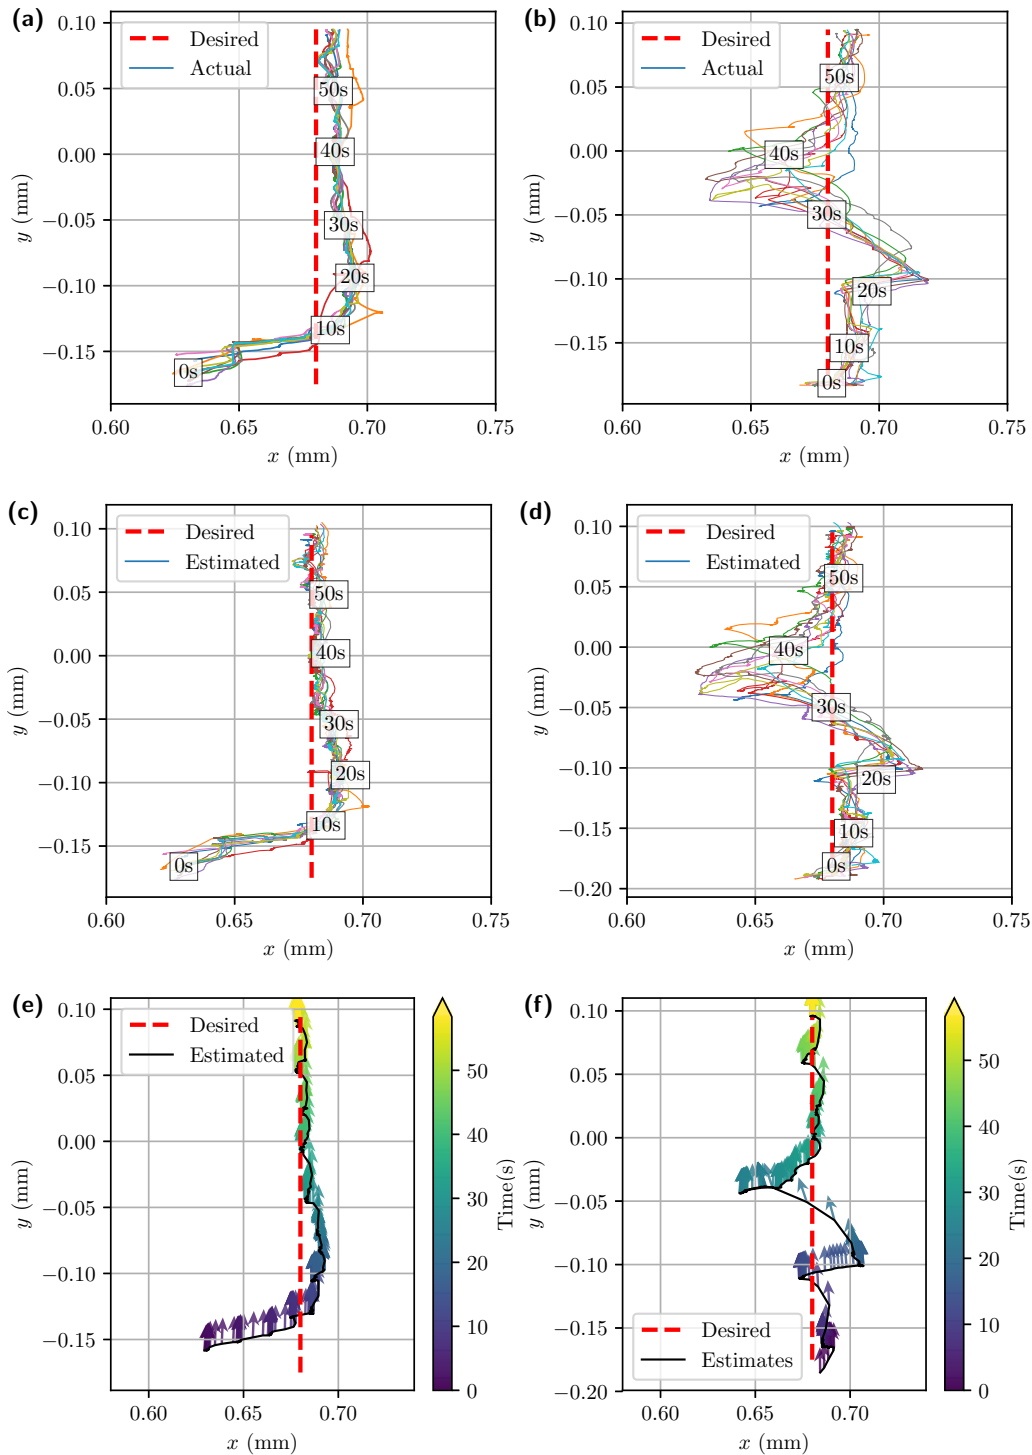 (a)
0.10
0.05
0.00
−0.05
−0.10
−0.15
y (mm)
Desired
Actual
50s
40s
30s
20s
10s
0s
0.60
0.65
0.70
0.75
x (mm)
(b)
0.10
0.05
0.00
−0.05
−0.10
−0.15
y (mm)
Desired
Actual
50s
40s
30s
20s
10s
0s
0.60
0.65
0.70
0.75
x (mm)
(c)
0.10
0.05
0.00
−0.05
−0.10
−0.15
y (mm)
Desired
Estimated
50s
40s
30s
20s
10s
0s
0.60
0.65
0.70
0.75
x (mm)
(d)
0.10
0.05
0.00
−0.05
−0.10
−0.15
−0.20
y (mm)
Desired
Estimated
50s
40s
30s
20s
10s
0s
0.60
0.65
0.70
0.75
x (mm)
(e)
0.10
0.05
0.00
−0.05
−0.10
−0.15
y (mm)
Desired
Estimated
0.60
0.65
0.70
x (mm)
50
40
30
20
10
0
Time(s)
(f)
0.10
0.05
0.00
−0.05
−0.10
−0.15
−0.20
y (mm)
Desired
Estimates
0.60
0.65
0.70
x (mm)
50
40
30
20
10
0
Time(s)